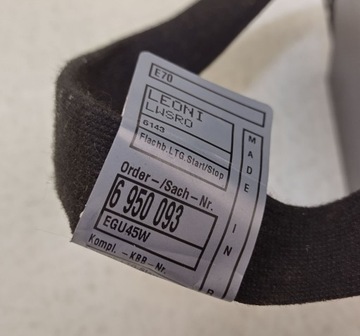 E70
LEONI
LWSRO
6143
Flachb.LTG.Start/Stop
Order-/Sach-Nr.
6 950 093
EGU45W
Kompl. -KBB-Nr.
MADE IN